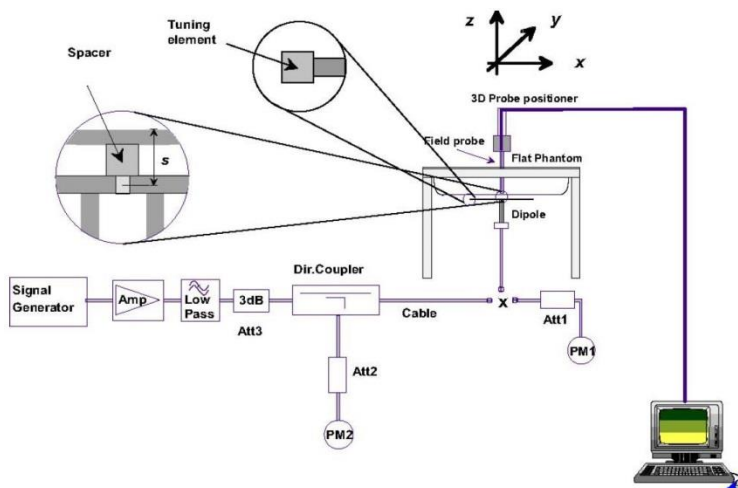 Tuning
element
Spacer
s
z
y
x
3D Probe positioner
Field probe
Flat Phantom
Dipole
Dir.Coupler
Signal
Generator
Amp
Low
Pass
3dB
Att3
Cable
x
Att1
PM1
Att2
PM2